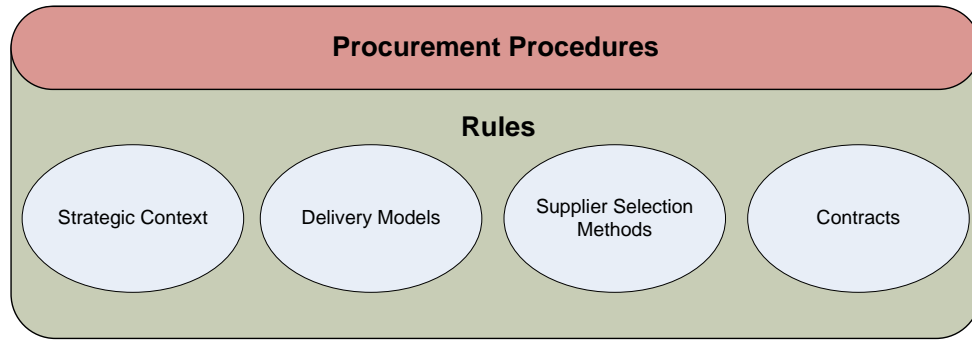 Procurement Procedures
Rules
Strategic Context
Delivery Models
Supplier Selection
Methods
Contracts